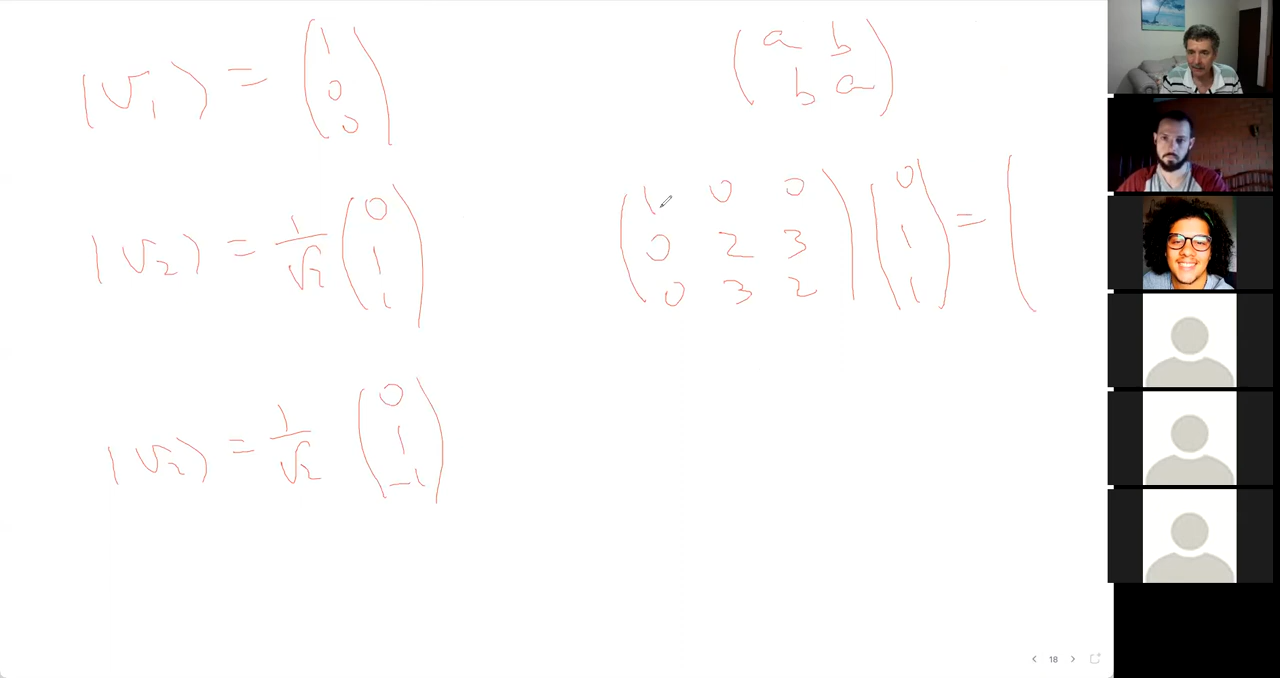 |v₁⟩ = (1 0 0)
(a b
b a)
|v₂⟩ = 1/√2 (0 1 1)
(1 0 0
0 2 3
0 3 2) (0 1 1) = (
|v₂⟩ = 1/√2 (0 1 -1)
18